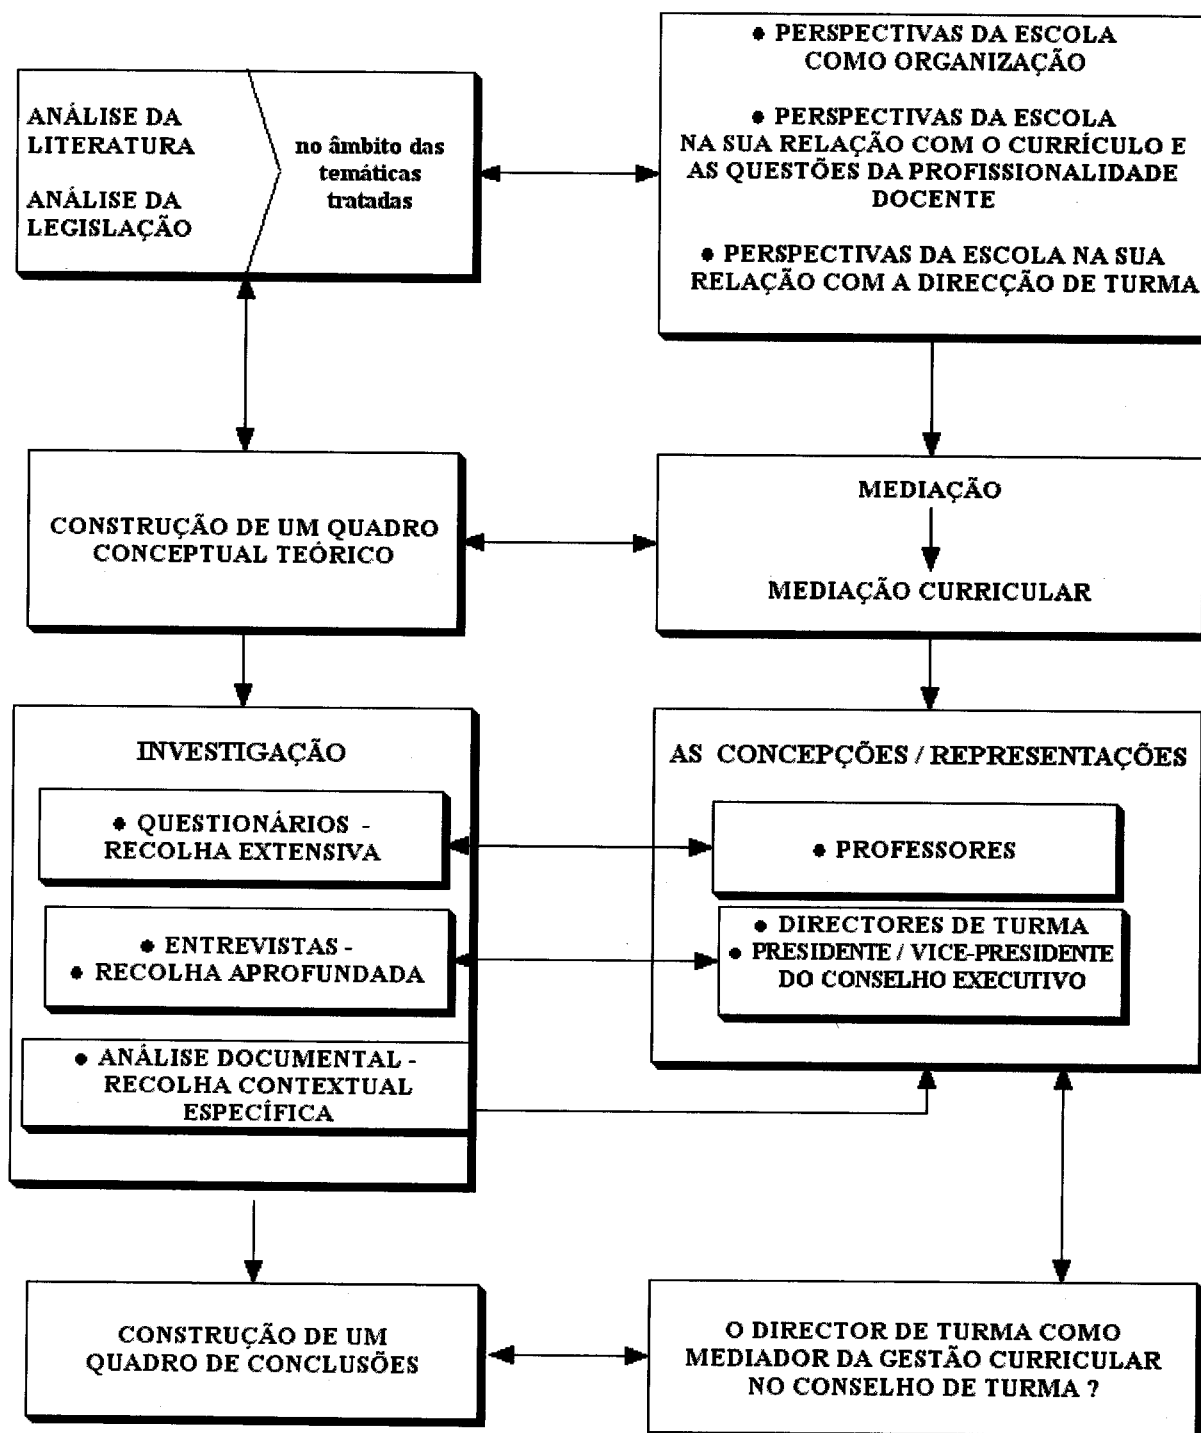 ANÁLISE DA
LITERATURA
ANÁLISE DA
LEGISLAÇÃO
no âmbito das
temáticas
tratadas
● PERSPECTIVAS DA ESCOLA
COMO ORGANIZAÇÃO
● PERSPECTIVAS DA ESCOLA
NA SUA RELAÇÃO COM O CURRÍCULO E
AS QUESTÕES DA PROFISSIONALIDADE
DOCENTE
● PERSPECTIVAS DA ESCOLA NA SUA
RELAÇÃO COM A DIRECÇÃO DE TURMA
CONSTRUÇÃO DE UM QUADRO
CONCEPTUAL TEÓRICO
MEDIAÇÃO
MEDIAÇÃO CURRICULAR
INVESTIGAÇÃO
● QUESTIONÁRIOS -
RECOLHA EXTENSIVA
● ENTREVISTAS -
● RECOLHA APROFUNDADA
● ANÁLISE DOCUMENTAL -
RECOLHA CONTEXTUAL
ESPECÍFICA
AS CONCEPÇÕES / REPRESENTAÇÕES
● PROFESSORES
● DIRECTORES DE TURMA
● PRESIDENTE / VICE-PRESIDENTE
DO CONSELHO EXECUTIVO
CONSTRUÇÃO DE UM
QUADRO DE CONCLUSÕES
O DIRECTOR DE TURMA COMO
MEDIADOR DA GESTÃO CURRICULAR
NO CONSELHO DE TURMA ?